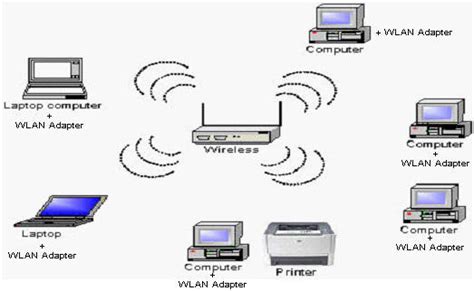 + WLAN Adapter
Computer
Laptop computer
+
WLAN Adapter
Wireless
Computer
+
WLAN Adapter
Laptop
+
WLAN Adapter
Computer
+
WLAN Adapter
Printer
Computer
+
WLAN Adapter